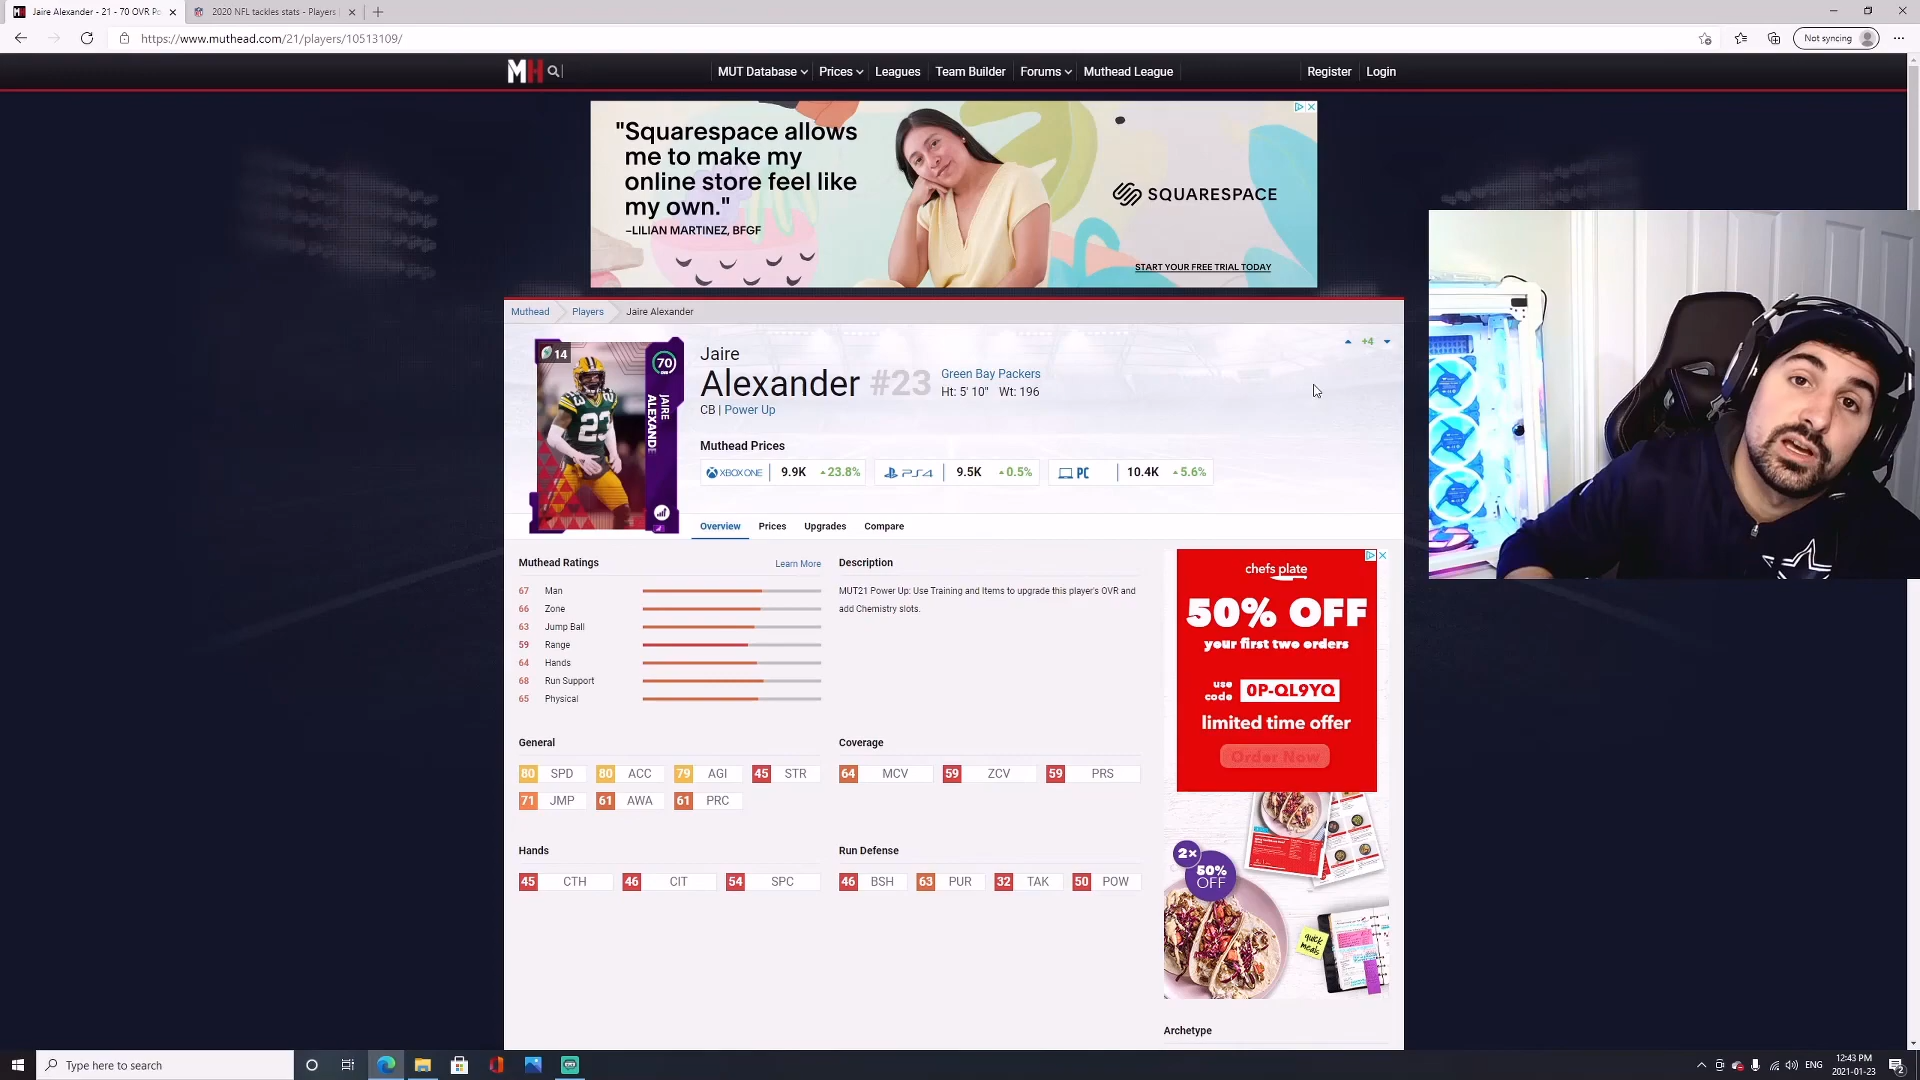 Jaire Alexander - 21 - 70 OVR Po
2020 NFL tackles stats - Players
https://www.muthead.com/21/players/10513109/
Not syncing
MH
MUT Database
Prices
Leagues
Team Builder
Forums
Muthead League
Register
Login
"Squarespace allows
me to make my
online store feel like
my own."
–LILIAN MARTINEZ, BFGF
SQUARESPACE
START YOUR FREE TRIAL TODAY
Muthead
Players
Jaire Alexander
14
70
JAIRE
ALEXANDE
23
Jaire
Alexander #23
Green Bay Packers
Ht: 5' 10" Wt: 196
CB | Power Up
+4
Muthead Prices
XBOX ONE 9.9K 23.8%
PS4 9.5K 0.5%
PC 10.4K 5.6%
Overview
Prices
Upgrades
Compare
Muthead Ratings
Learn More
67 Man
66 Zone
63 Jump Ball
59 Range
64 Hands
68 Run Support
65 Physical
Description
MUT21 Power Up: Use Training and Items to upgrade this player's OVR and
add Chemistry slots.
General
80 SPD 80 ACC 79 AGI 45 STR
71 JMP 61 AWA 61 PRC
Coverage
64 MCV 59 ZCV 59 PRS
Hands
45 CTH 46 CIT 54 SPC
Run Defense
46 BSH 63 PUR 32 TAK 50 POW
chefs plate
50% OFF
your first two orders
use
code
0P-QL9YQ
limited time offer
Order Now
2x
50%
OFF
quick
meals
Archetype
Type here to search
ENG
12:43 PM
2021-01-23
2